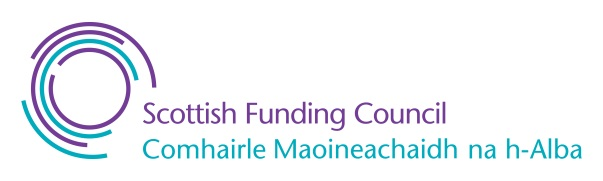 Scottish Funding Council
Comhairle Maoineachaidh na h-Alba